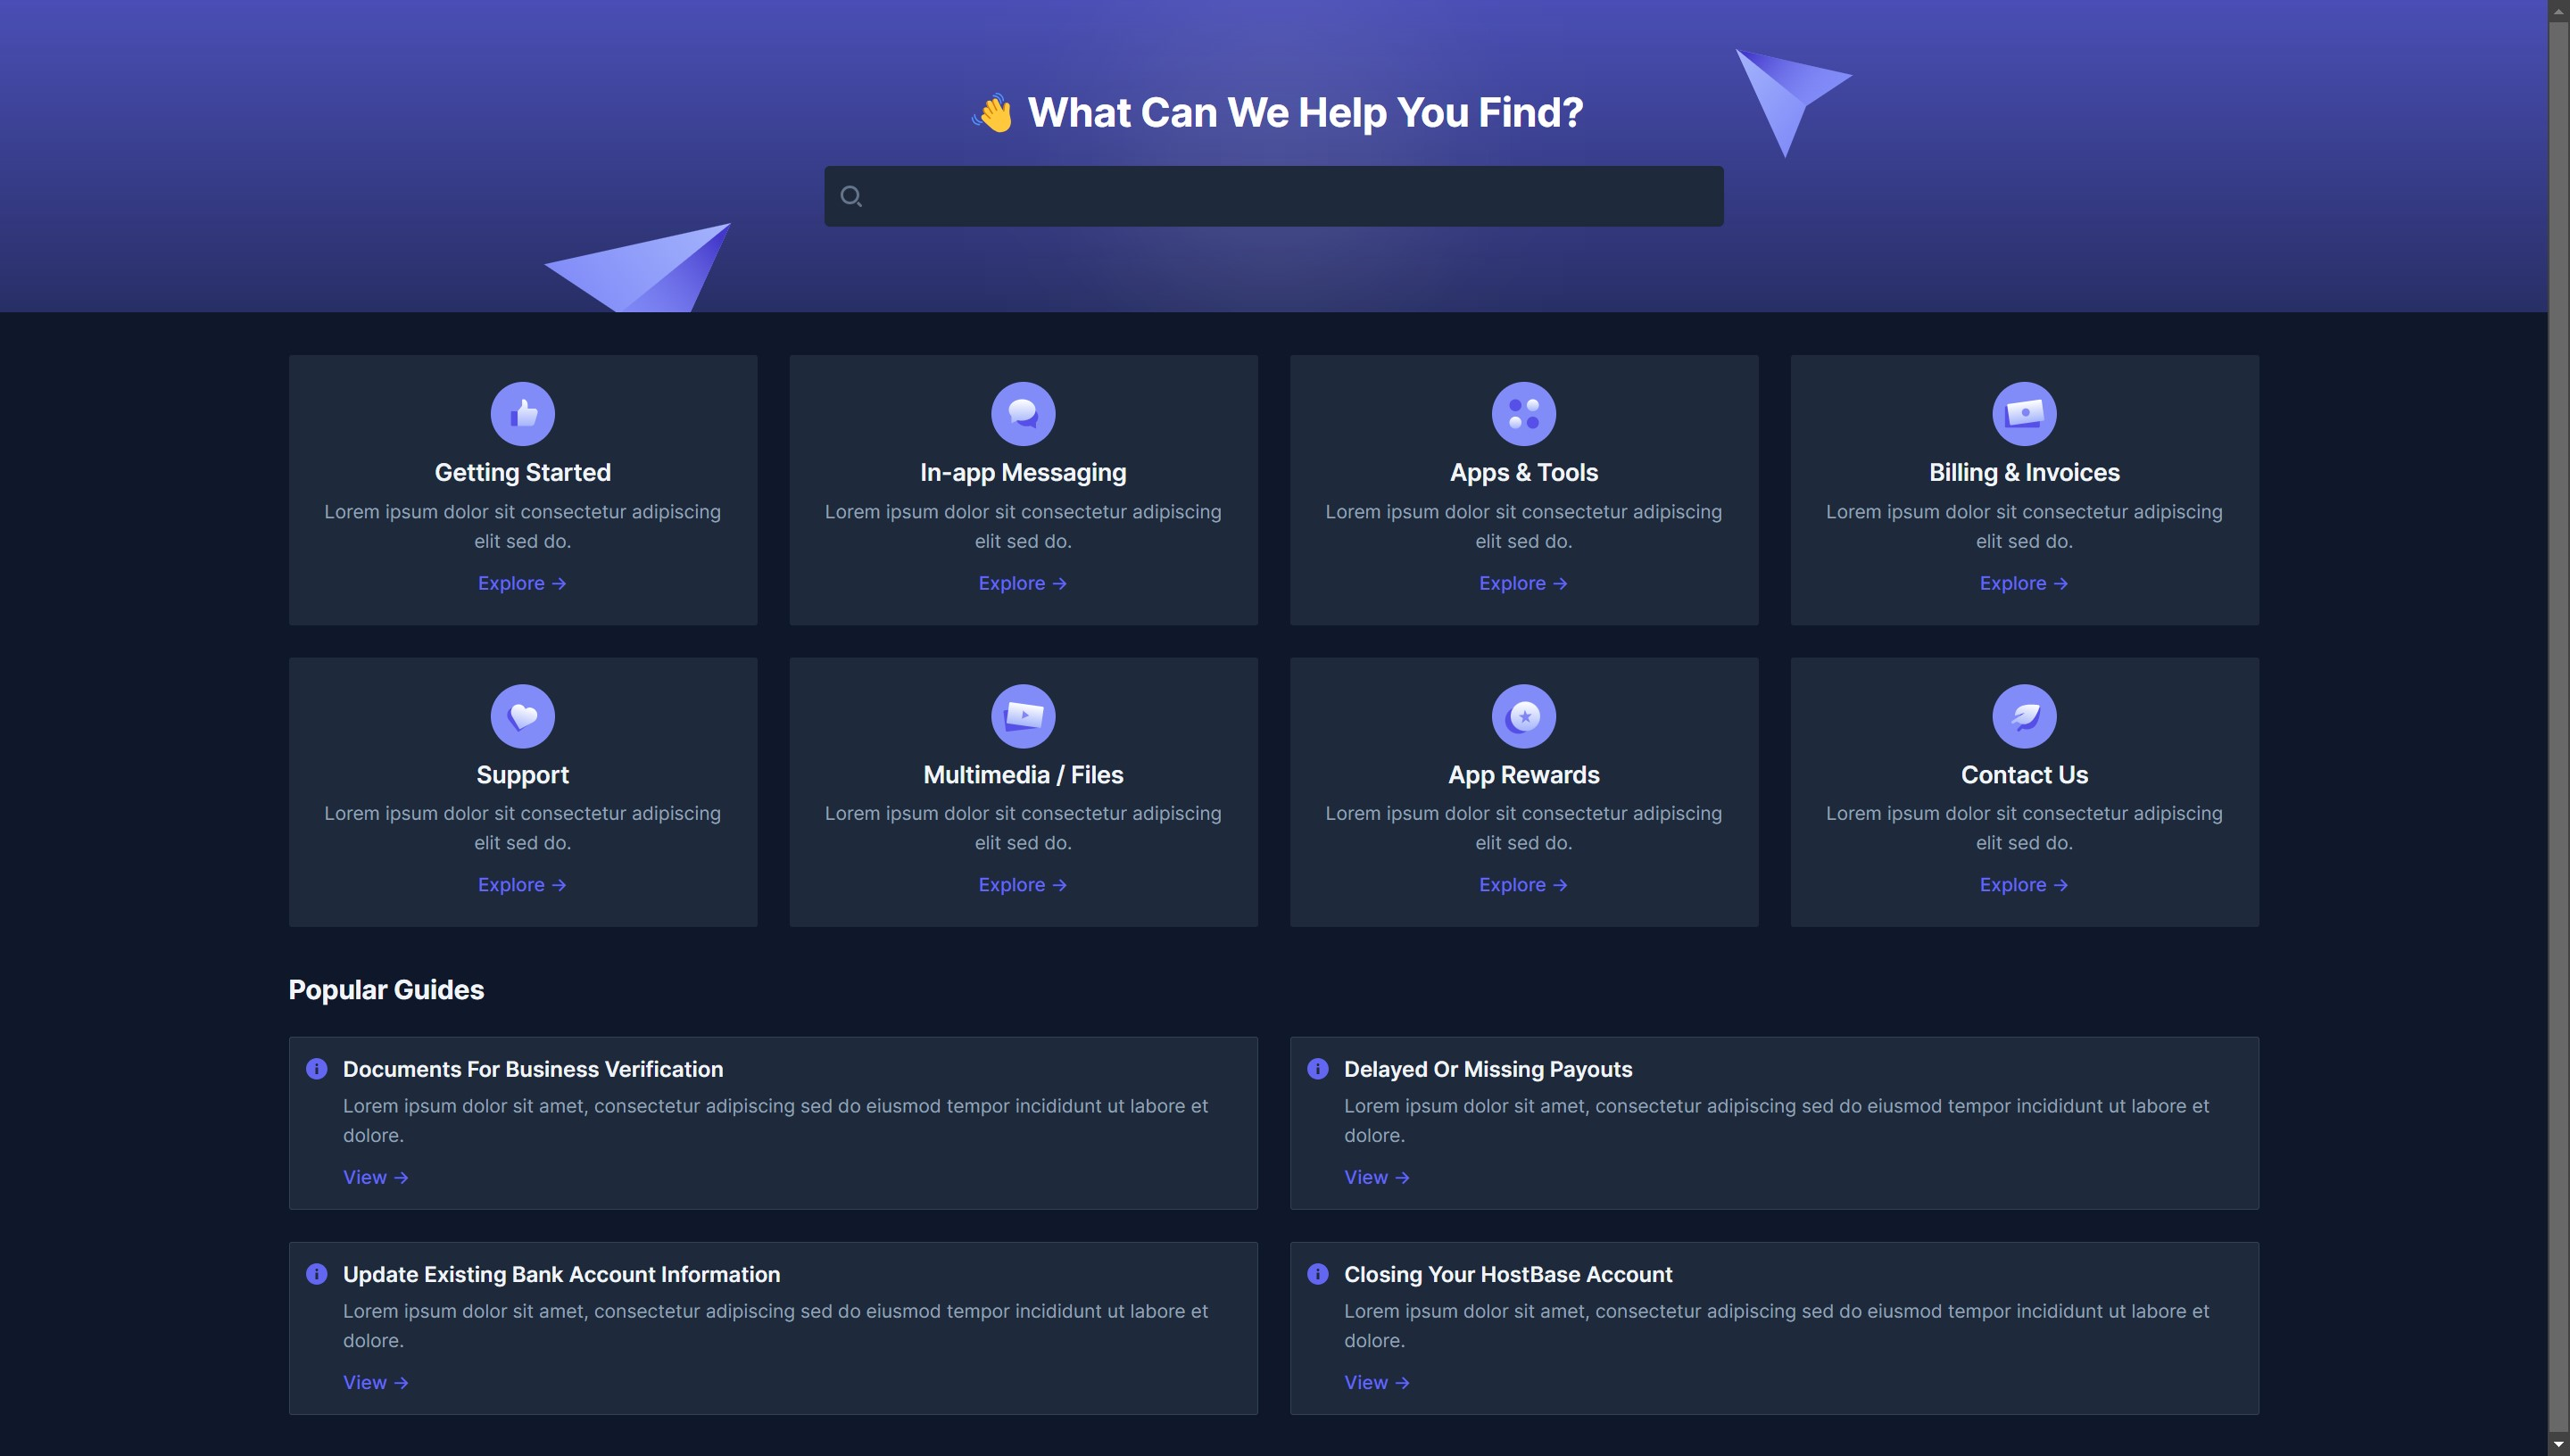 👋 What Can We Help You Find?
Getting Started
Lorem ipsum dolor sit consectetur adipiscing
elit sed do.
Explore →
In-app Messaging
Lorem ipsum dolor sit consectetur adipiscing
elit sed do.
Explore →
Apps & Tools
Lorem ipsum dolor sit consectetur adipiscing
elit sed do.
Explore →
Billing & Invoices
Lorem ipsum dolor sit consectetur adipiscing
elit sed do.
Explore →
Support
Lorem ipsum dolor sit consectetur adipiscing
elit sed do.
Explore →
Multimedia / Files
Lorem ipsum dolor sit consectetur adipiscing
elit sed do.
Explore →
App Rewards
Lorem ipsum dolor sit consectetur adipiscing
elit sed do.
Explore →
Contact Us
Lorem ipsum dolor sit consectetur adipiscing
elit sed do.
Explore →
Popular Guides
Documents For Business Verification
Lorem ipsum dolor sit amet, consectetur adipiscing sed do eiusmod tempor incididunt ut labore et
dolore.
View →
Delayed Or Missing Payouts
Lorem ipsum dolor sit amet, consectetur adipiscing sed do eiusmod tempor incididunt ut labore et
dolore.
View →
Update Existing Bank Account Information
Lorem ipsum dolor sit amet, consectetur adipiscing sed do eiusmod tempor incididunt ut labore et
dolore.
View →
Closing Your HostBase Account
Lorem ipsum dolor sit amet, consectetur adipiscing sed do eiusmod tempor incididunt ut labore et
dolore.
View →